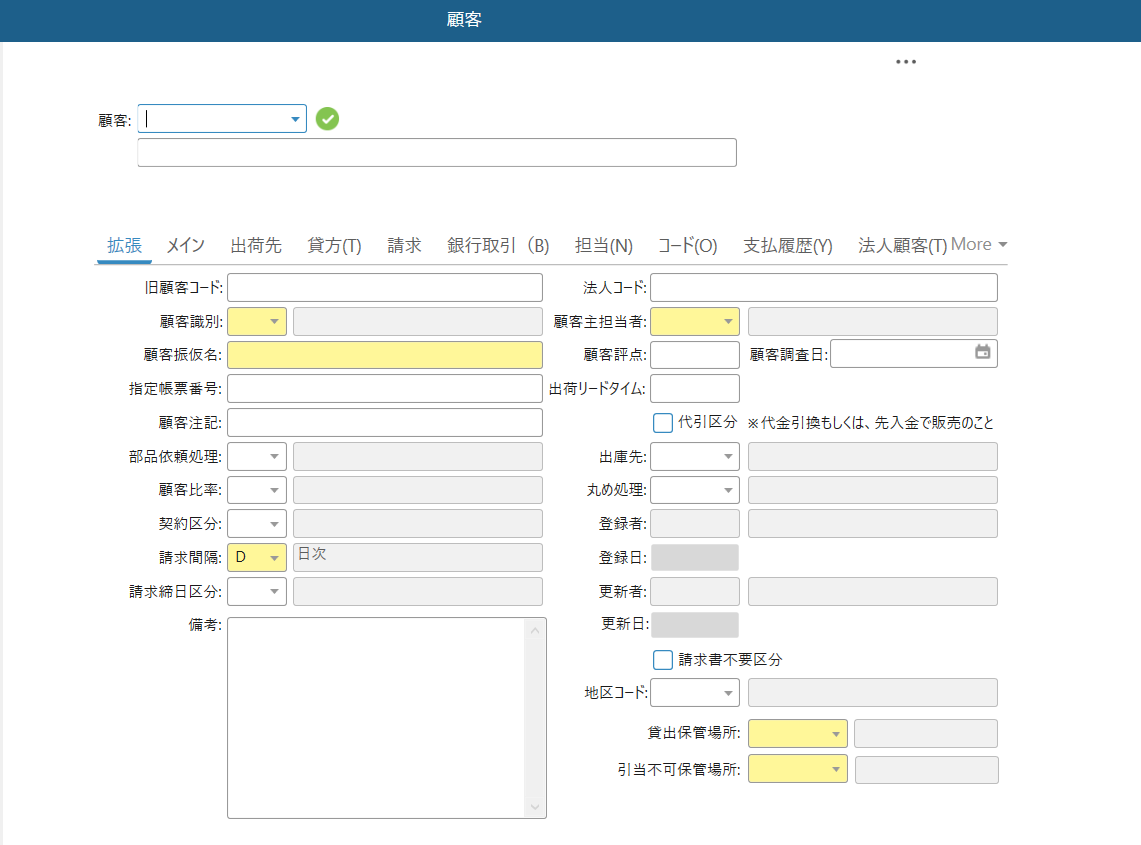 顧客
顧客:
拡張 メイン 出荷先 貸方(T) 請求 銀行取引（B) 担当(N) コード(O) 支払履歴(Y) 法人顧客(T) More
旧顧客コード: 法人コード:
顧客識別: 顧客主担当者:
顧客振仮名: 顧客評点: 顧客調査日:
指定帳票番号: 出荷リードタイム:
顧客注記: 代引区分 ※代金引換もしくは、先入金で販売のこと
部品依頼処理: 出庫先:
顧客比率: 丸め処理:
契約区分: 登録者:
請求間隔: D 日次 登録日:
請求締日区分: 更新者:
備考: 更新日:
請求書不要区分
地区コード:
貸出保管場所:
引当不可保管場所: